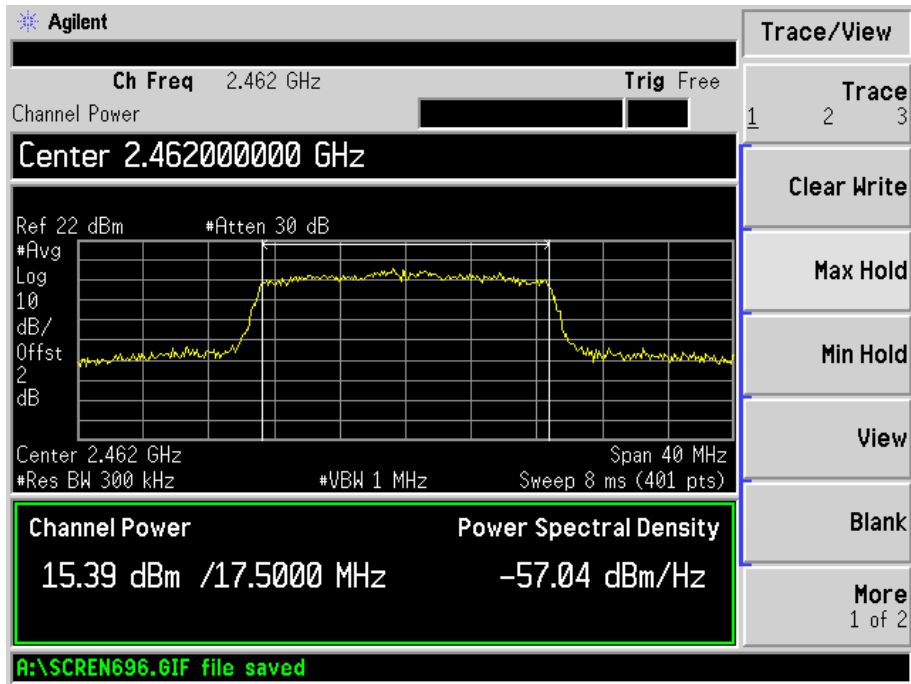 Agilent
Trace/View
Ch Freq 2.462 GHz Trig Free
Channel Power
Center 2.462000000 GHz
Ref 22 dBm #Atten 30 dB
#Avg
Log
10
dB/
Offst
2
dB
Center 2.462 GHz Span 40 MHz
#Res BW 300 kHz #VBW 1 MHz Sweep 8 ms (401 pts)
Channel Power Power Spectral Density
15.39 dBm /17.5000 MHz -57.04 dBm/Hz
A:\SCREN696.GIF file saved
Trace
1 2 3
Clear Write
Max Hold
Min Hold
View
Blank
More
1 of 2